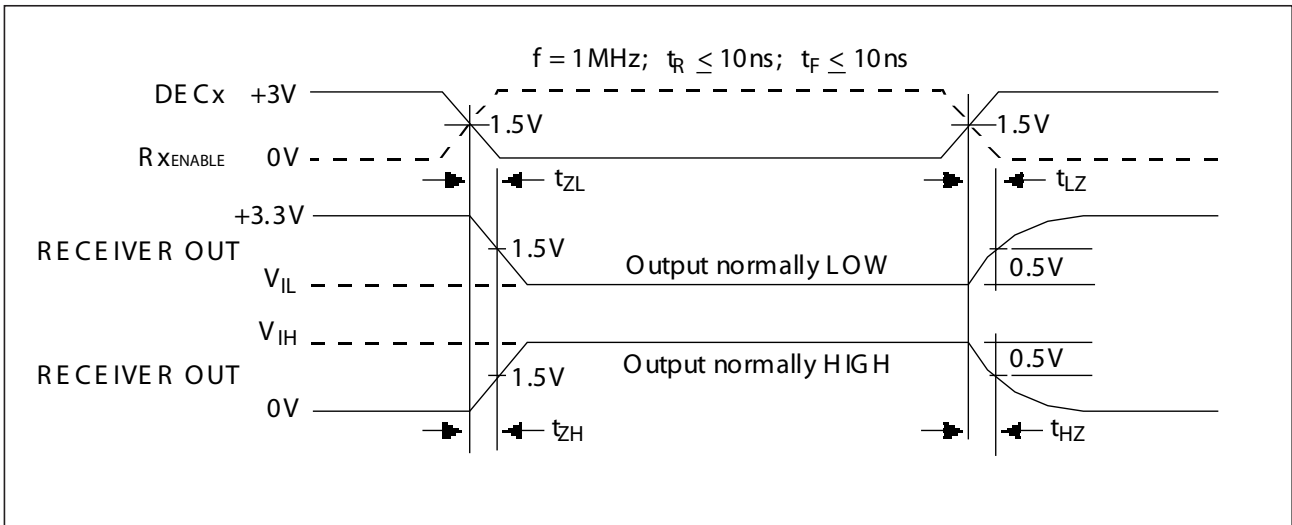 f = 1MHz; tR ≤ 10ns; tF ≤ 10ns
DECx +3V
1.5V 1.5V
RxENABLE 0V
tZL tLZ
+3.3V
RECEIVER OUT 1.5V
Output normally LOW 0.5V
VIL
VIH
Output normally HIGH 0.5V
RECEIVER OUT 1.5V
0V
tZH tHZ